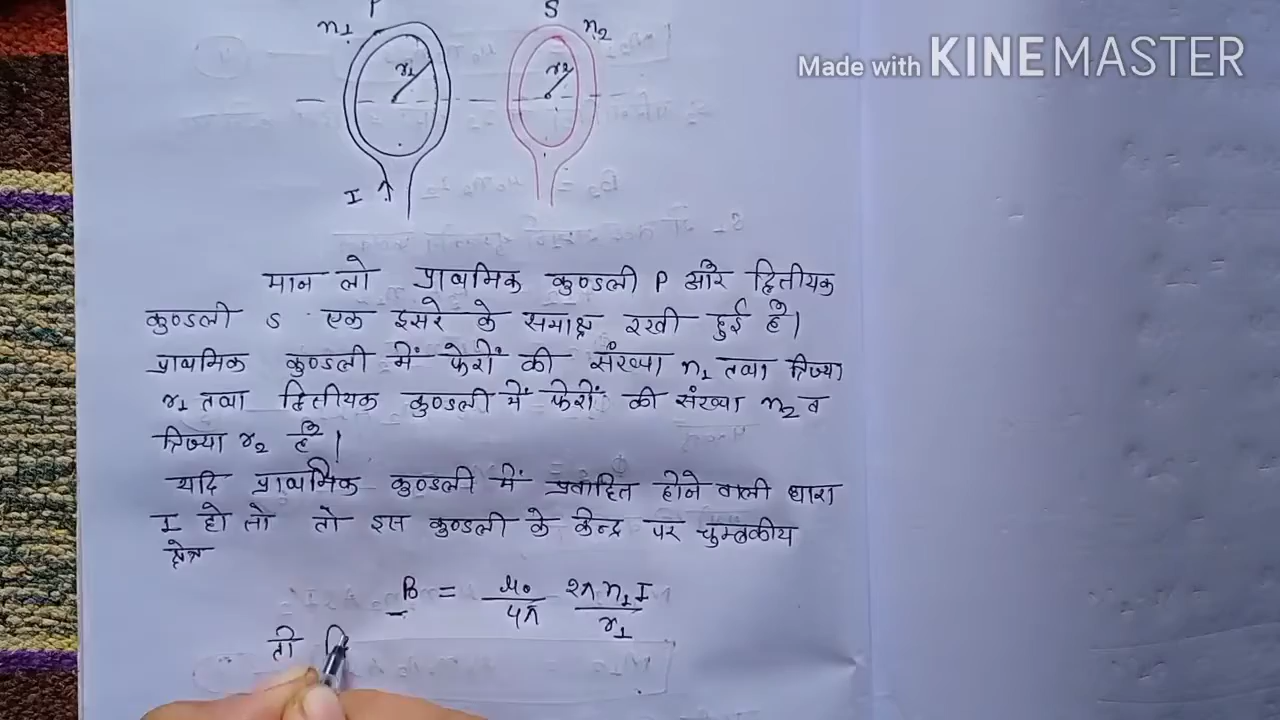 Made with KINEMASTER
P S
n₁ n₂
r₁ r₂
I
मान लो प्राथमिक कुण्डली P और द्वितीयक
कुण्डली S एक दूसरे के समाक्ष रखी हुई है।
प्राथमिक कुण्डली में फेरों की संख्या n₁ तथा त्रिज्या
r₁ तथा द्वितीयक कुण्डली में फेरों की संख्या n₂ व
त्रिज्या r₂ है।
यदि प्राथमिक कुण्डली में प्रवाहित होने वाली धारा
I हो तो तो इस कुण्डली के केन्द्र पर चुम्बकीय
क्षेत्र
B = μ₀/4π 2πn₁I/r₁
तो